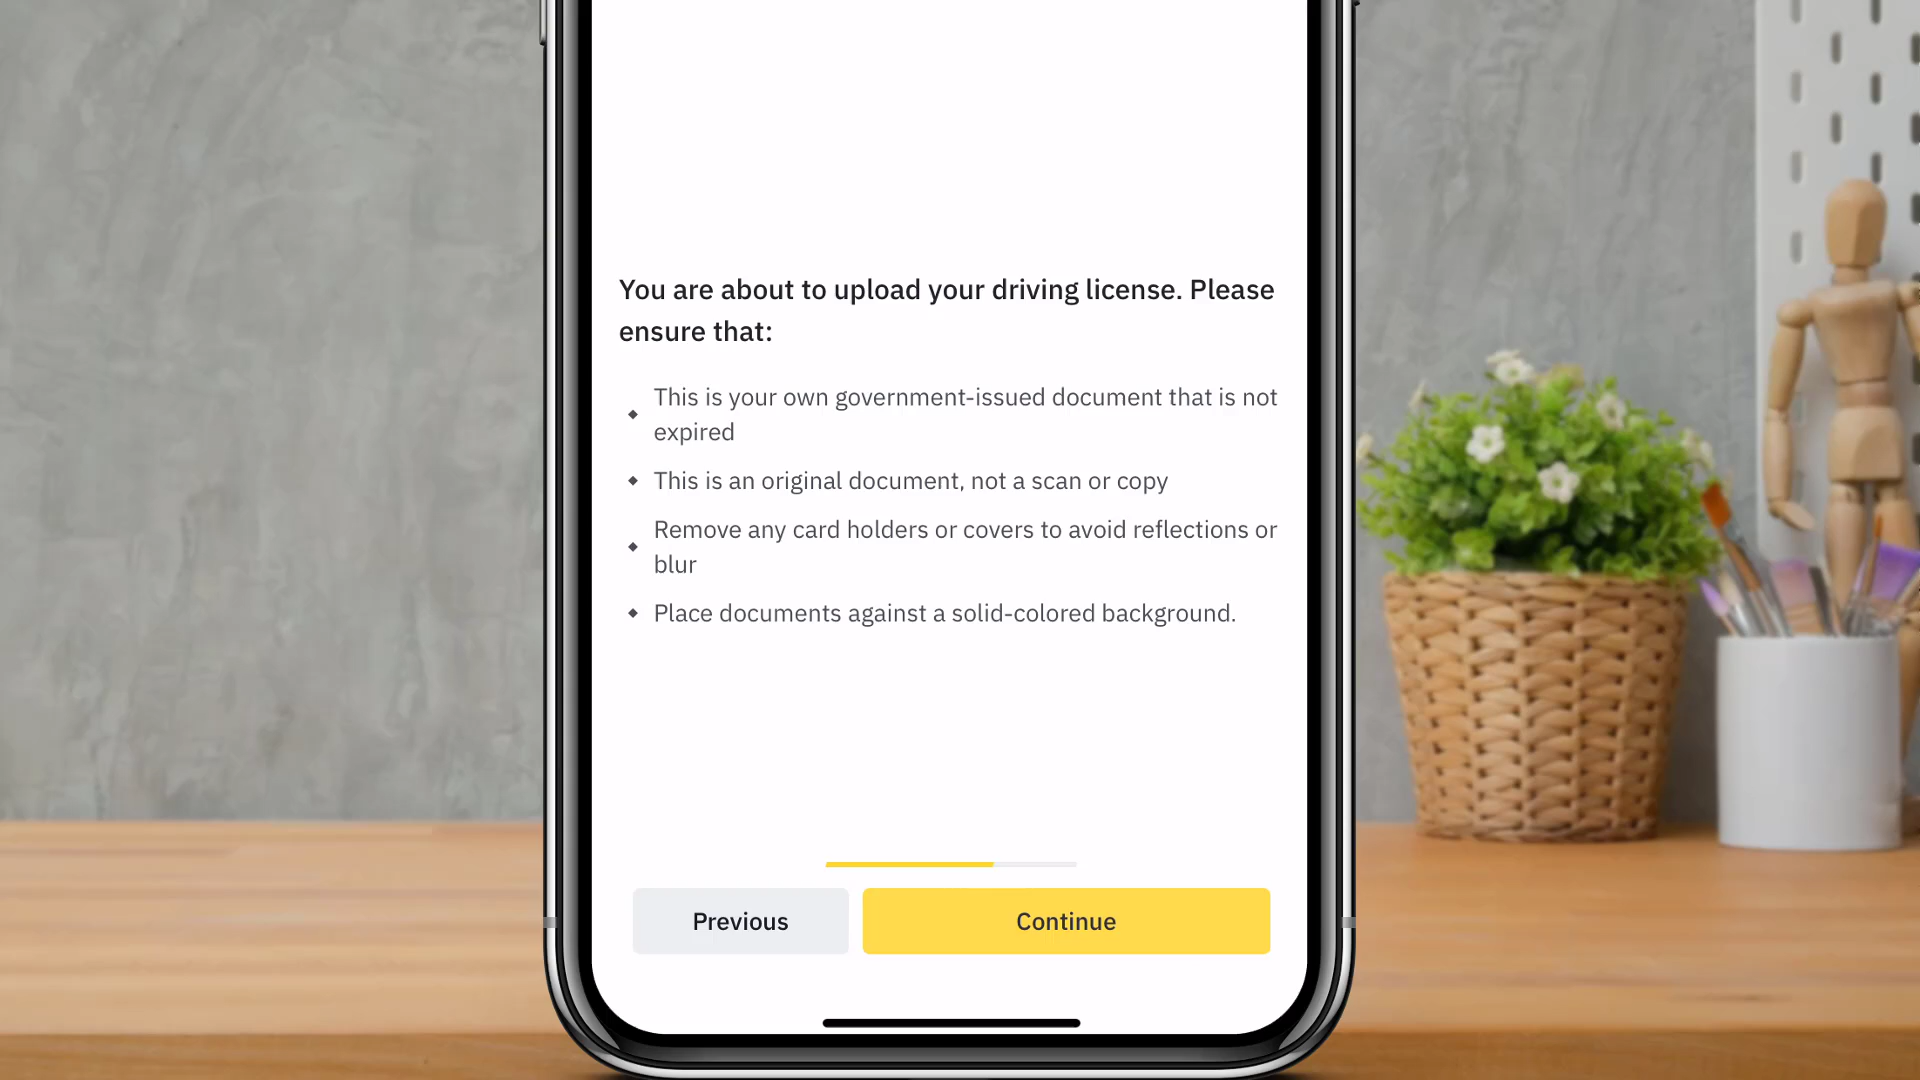 You are about to upload your driving license. Please
ensure that:
This is your own government-issued document that is not
expired
This is an original document, not a scan or copy
Remove any card holders or covers to avoid reflections or
blur
Place documents against a solid-colored background.
Previous
Continue